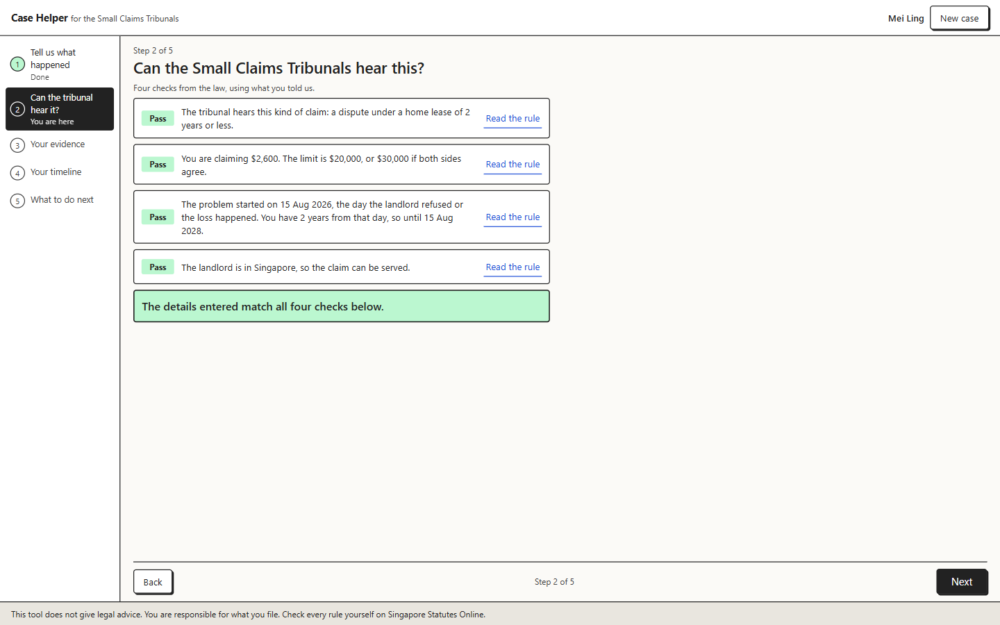 Case Helper for the Small Claims Tribunals
Mei Ling
New case
1
Tell us what
happened
Done
2
Can the tribunal
hear it?
You are here
3
Your evidence
4
Your timeline
5
What to do next
Step 2 of 5
Can the Small Claims Tribunals hear this?
Four checks from the law, using what you told us.
Pass
The tribunal hears this kind of claim: a dispute under a home lease of 2
years or less.
Read the rule
Pass
You are claiming $2,600. The limit is $20,000, or $30,000 if both sides
agree.
Read the rule
Pass
The problem started on 15 Aug 2026, the day the landlord refused or
the loss happened. You have 2 years from that day, so until 15 Aug
2028.
Read the rule
Pass
The landlord is in Singapore, so the claim can be served.
Read the rule
The details entered match all four checks below.
Back
Step 2 of 5
Next
This tool does not give legal advice. You are responsible for what you file. Check every rule yourself on Singapore Statutes Online.